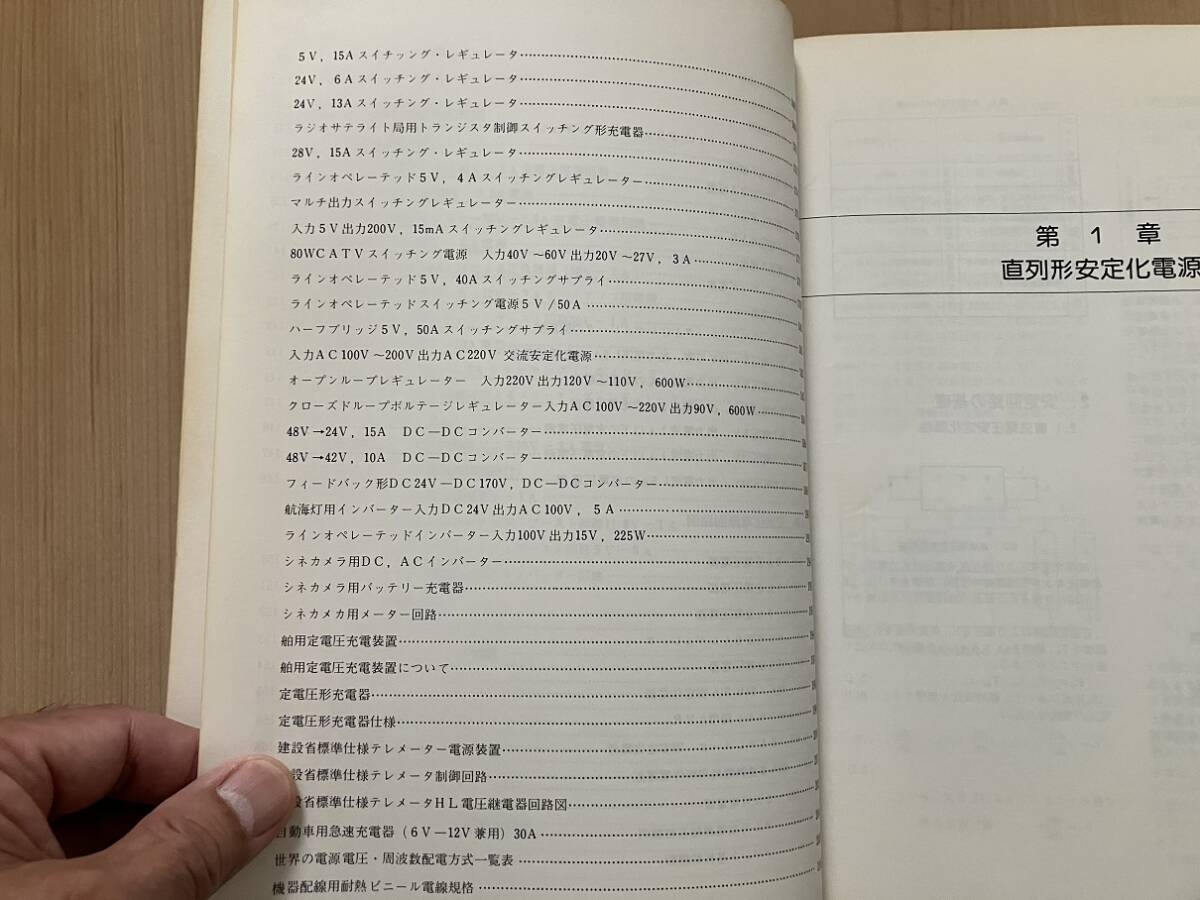 5V，15Aスイチッング・レギュレータ
24V，6Aスイッチング・レギュレータ
24V，13Aスイッチング・レギュレータ
ラジオサテライト局用トランジスタ制御スイッチング形充電器
28V，15Aスイッチング・レギュレータ
ラインオペレーテッド5V，4Aスイッチングレギュレーター
マルチ出力スイッチングレギュレーター
入力5V出力200V，15mAスイッチングレギュレータ
80WCATVスイッチング電源　入力40V～60V出力20V～27V，3A
ラインオペレーテッド5V，40Aスイッチングサプライ
ラインオペレーテッドスイッチング電源5V/50A
ハーフブリッジ5V，50Aスイッチングサプライ
入力AC100V～200V出力AC220V 交流安定化電源
オープンループレギュレーター　入力220V出力120V～110V，600W
クローズドループボルテージレギュレーター入力AC100V～220V出力90V，600W
48V→24V，15A　DC―DCコンバーター
48V→42V，10A　DC―DCコンバーター
フィードバック形DC24V―DC170V，DC―DCコンバーター
航海灯用インバーター入力DC24V出力AC100V，5A
ラインオペレーテッドインバーター入力100V出力15V，225W
シネカメラ用DC，ACインバーター
シネカメラ用バッテリー充電器
シネカメカ用メーター回路
舶用定電圧充電装置
舶用定電圧充電装置について
定電圧形充電器
定電圧形充電器仕様
建設省標準仕様テレメーター電源装置
設省標準仕様テレメータ制御回路
設省標準仕様テレメータHL電圧継電器回路図
自動車用急速充電器（6V―12V兼用）30A
世界の電源電圧・周波数配電方式一覧表
機器配線用耐熱ビニール電線規格
第1章
直列形安定化電源